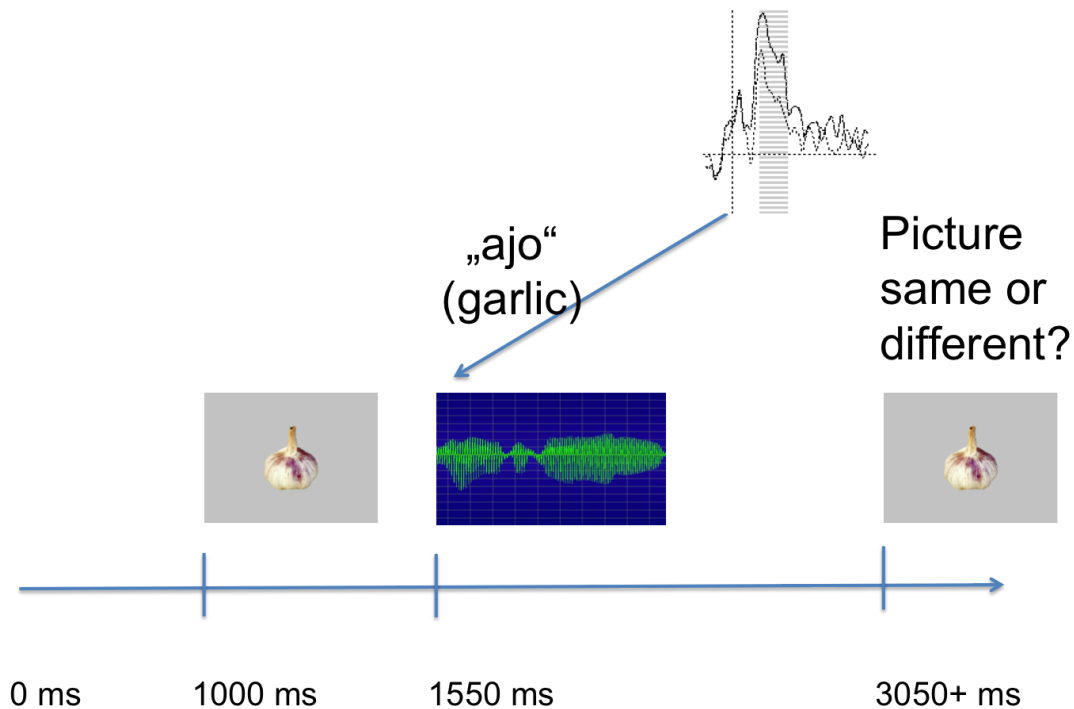 „ajo“
(garlic)
Picture
same or
different?
0 ms
1000 ms
1550 ms
3050+ ms